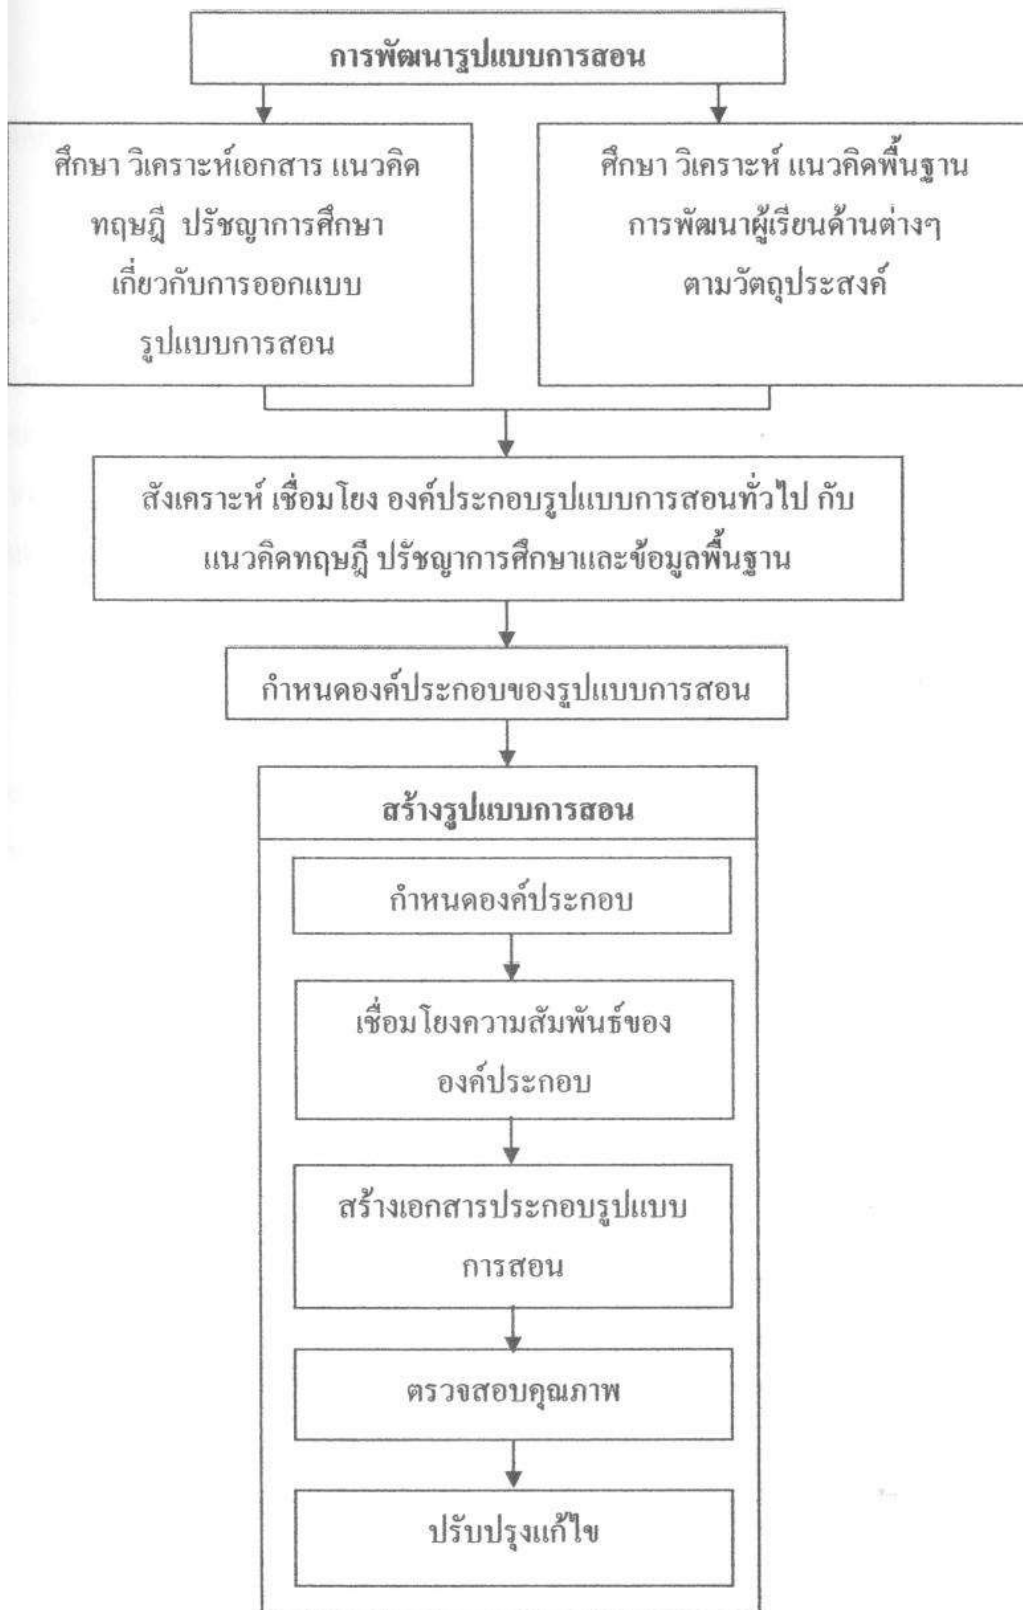 การพัฒนารูปแบบการสอน
ศึกษา วิเคราะห์เอกสาร แนวคิด
ทฤษฎี ปรัชญาการศึกษา
เกี่ยวกับการออกแบบ
รูปแบบการสอน
ศึกษา วิเคราะห์ แนวคิดพื้นฐาน
การพัฒนาผู้เรียนด้านต่างๆ
ตามวัตถุประสงค์
สังเคราะห์ เชื่อมโยง องค์ประกอบรูปแบบการสอนทั่วไป กับ
แนวคิดทฤษฎี ปรัชญาการศึกษาและข้อมูลพื้นฐาน
กำหนดองค์ประกอบของรูปแบบการสอน
สร้างรูปแบบการสอน
กำหนดองค์ประกอบ
เชื่อมโยงความสัมพันธ์ของ
องค์ประกอบ
สร้างเอกสารประกอบรูปแบบ
การสอน
ตรวจสอบคุณภาพ
ปรับปรุงแก้ไข